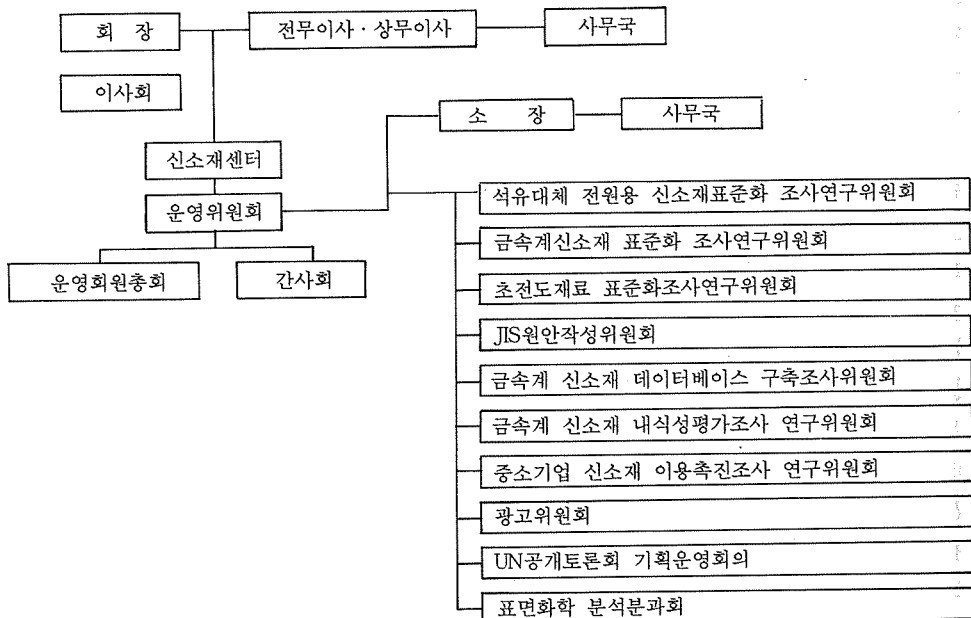 회 장
전무이사 · 상무이사
사무국
이사회
소 장
사무국
신소재센터
운영위원회
운영회원총회
간사회
석유대체 전원용 신소재표준화 조사연구위원회
금속계신소재 표준화 조사연구위원회
초전도재료 표준화조사연구위원회
JIS원안작성위원회
금속계 신소재 데이터베이스 구축조사위원회
금속계 신소재 내식성평가조사 연구위원회
중소기업 신소재 이용촉진조사 연구위원회
광고위원회
UN공개토론회 기획운영회의
표면화학 분석분과회